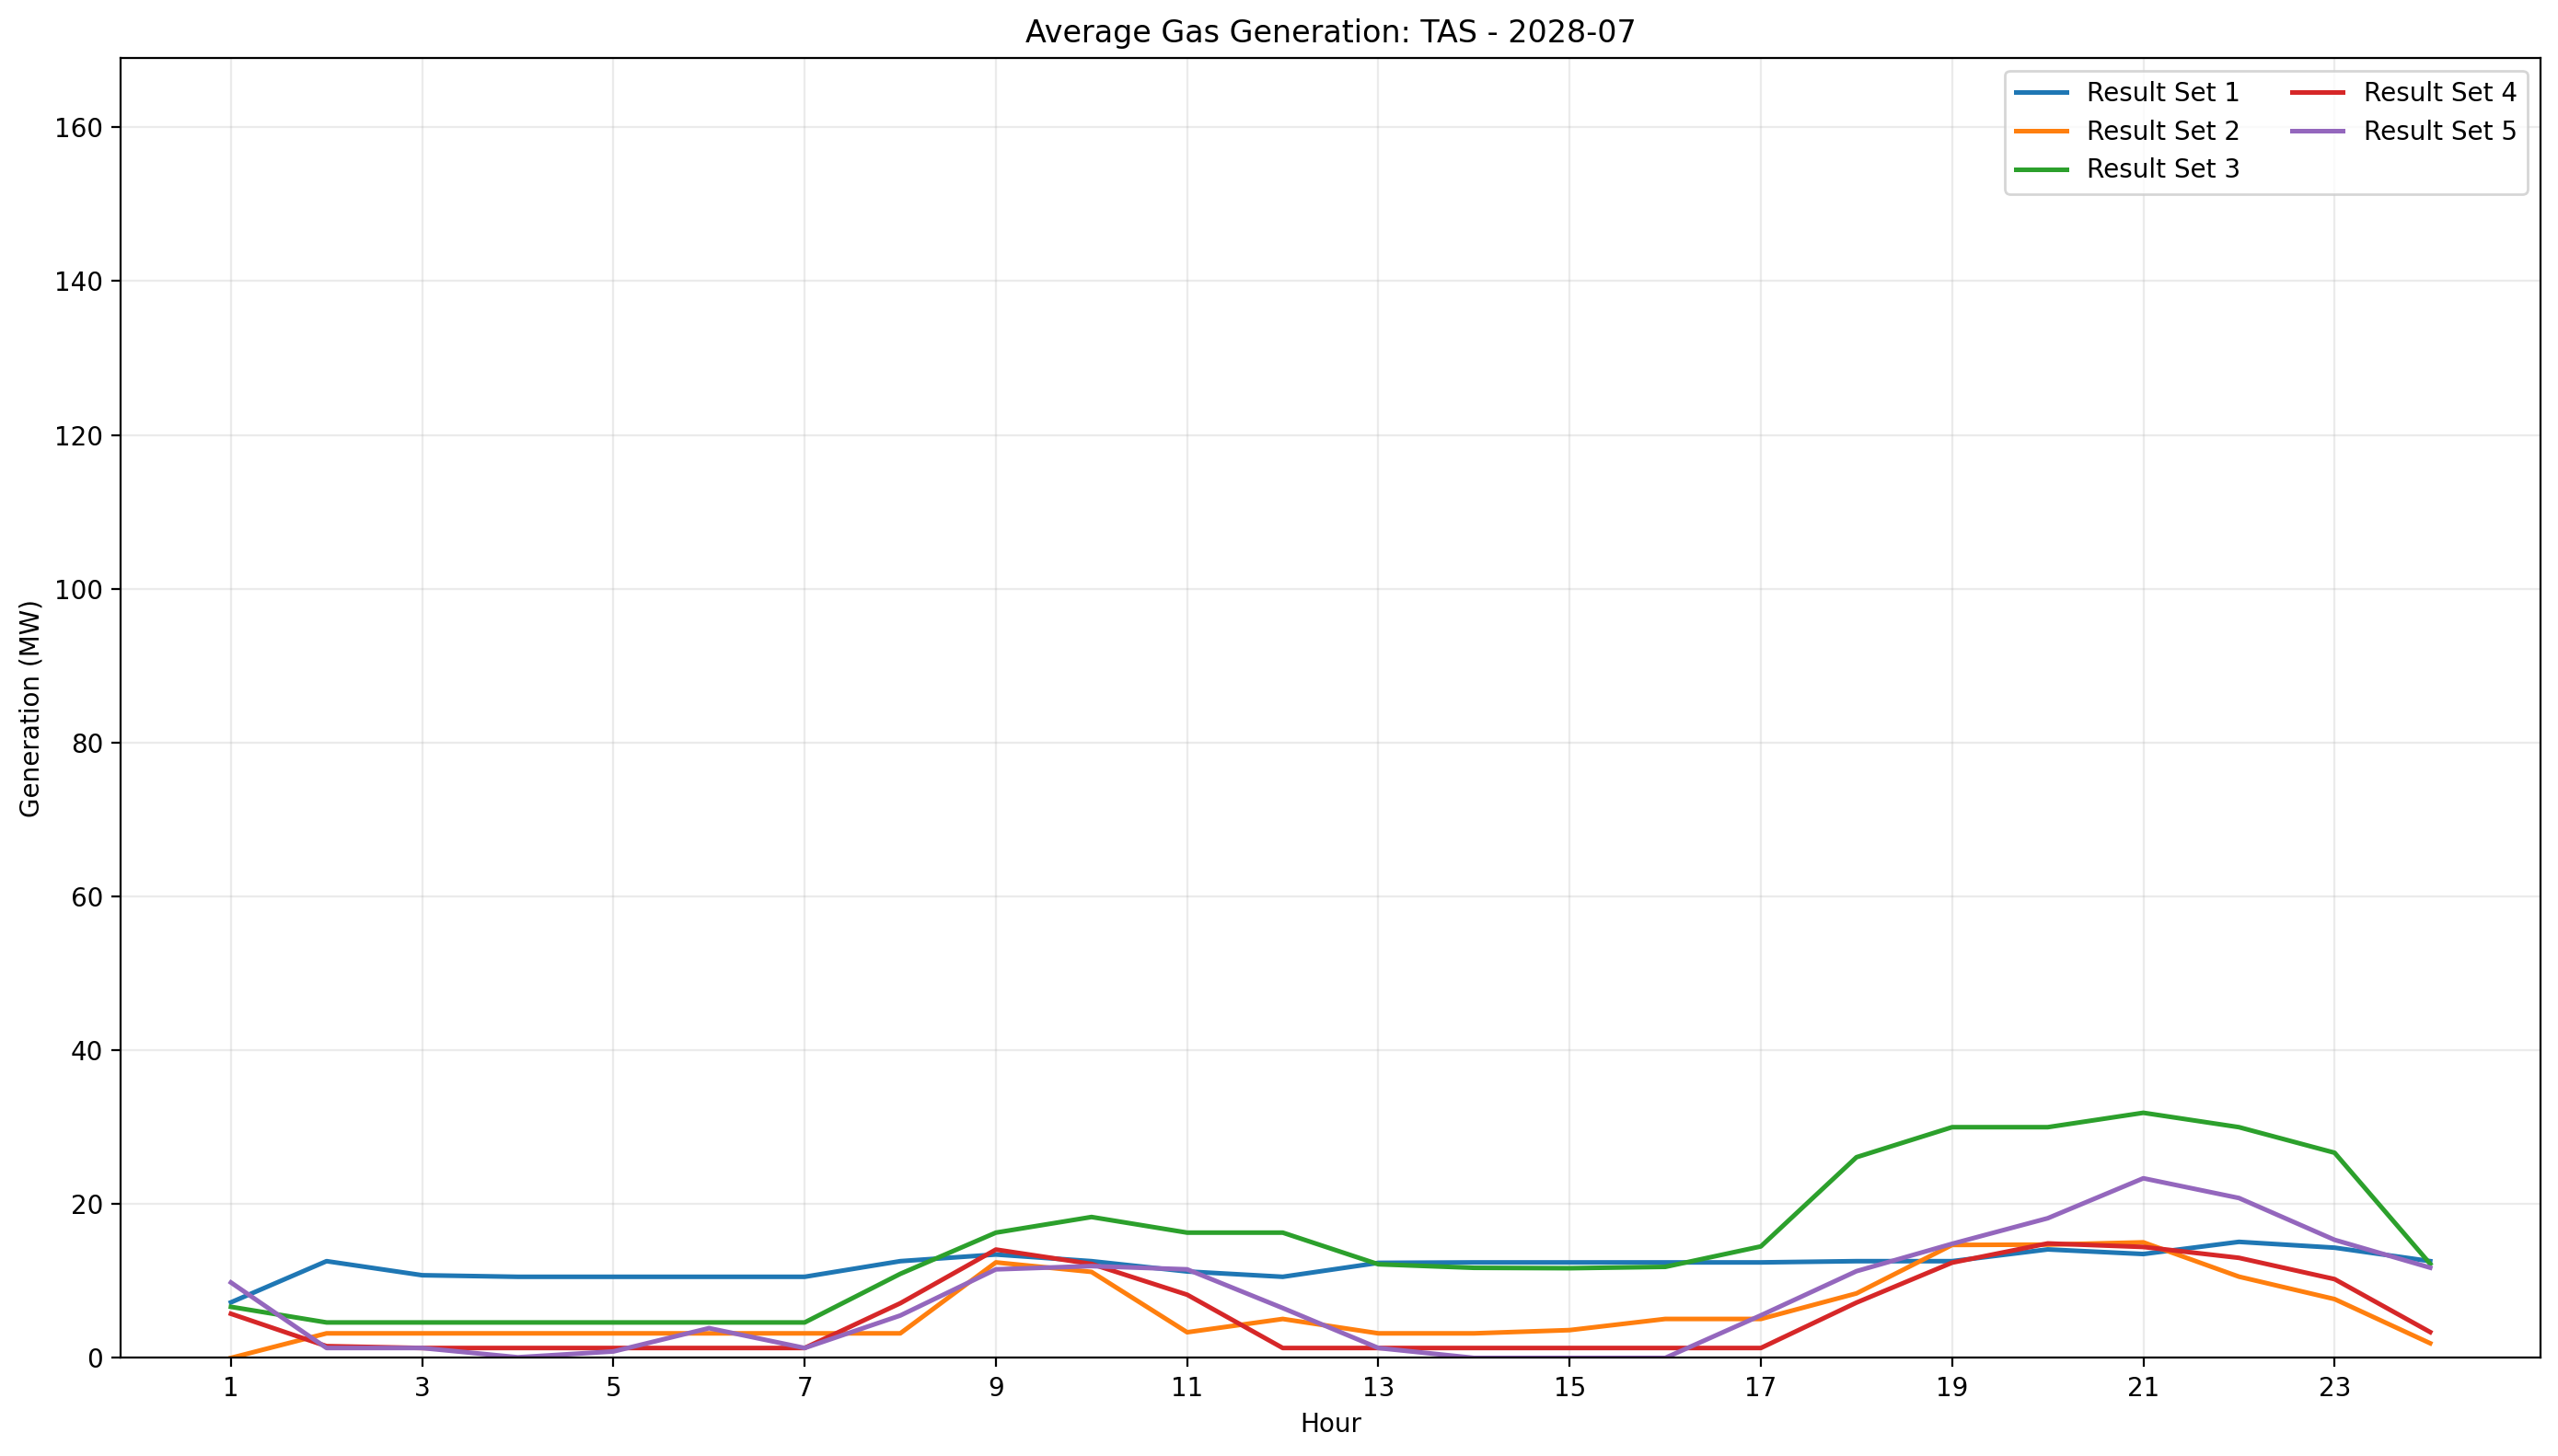 Average Gas Generation: TAS - 2028-07
Result Set 1
Result Set 2
Result Set 3
Result Set 4
Result Set 5
Generation (MW)
160
140
120
100
80
60
40
20
0
1 3 5 7 9 11 13 15 17 19 21 23
Hour